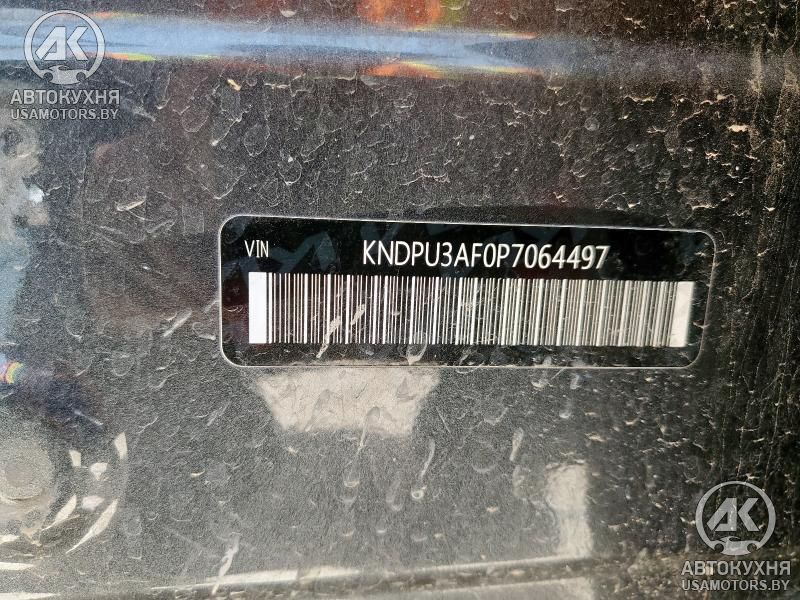 АК
АВТОКУХНЯ
USAMOTORS.BY
VIN KNDPU3AF0P7064497
АК
АВТОКУХНЯ
USAMOTORS.BY